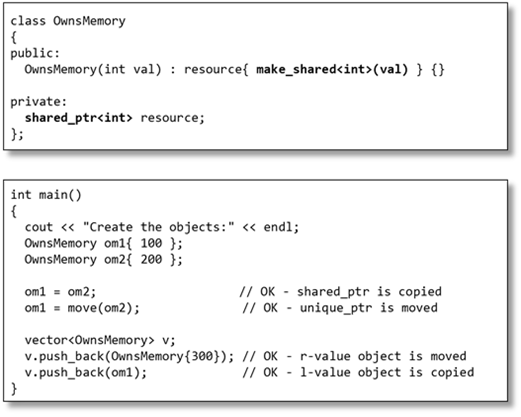 class OwnsMemory
{
public:
  OwnsMemory(int val) : resource{ make_shared<int>(val) } {}

private:
  shared_ptr<int> resource;
};

int main()
{
  cout << "Create the objects:" << endl;
  OwnsMemory om1{ 100 };
  OwnsMemory om2{ 200 };

  om1 = om2;                    // OK - shared_ptr is copied
  om1 = move(om2);              // OK - unique_ptr is moved

  vector<OwnsMemory> v;
  v.push_back(OwnsMemory{300}); // OK - r-value object is moved
  v.push_back(om1);             // OK - l-value object is copied
}